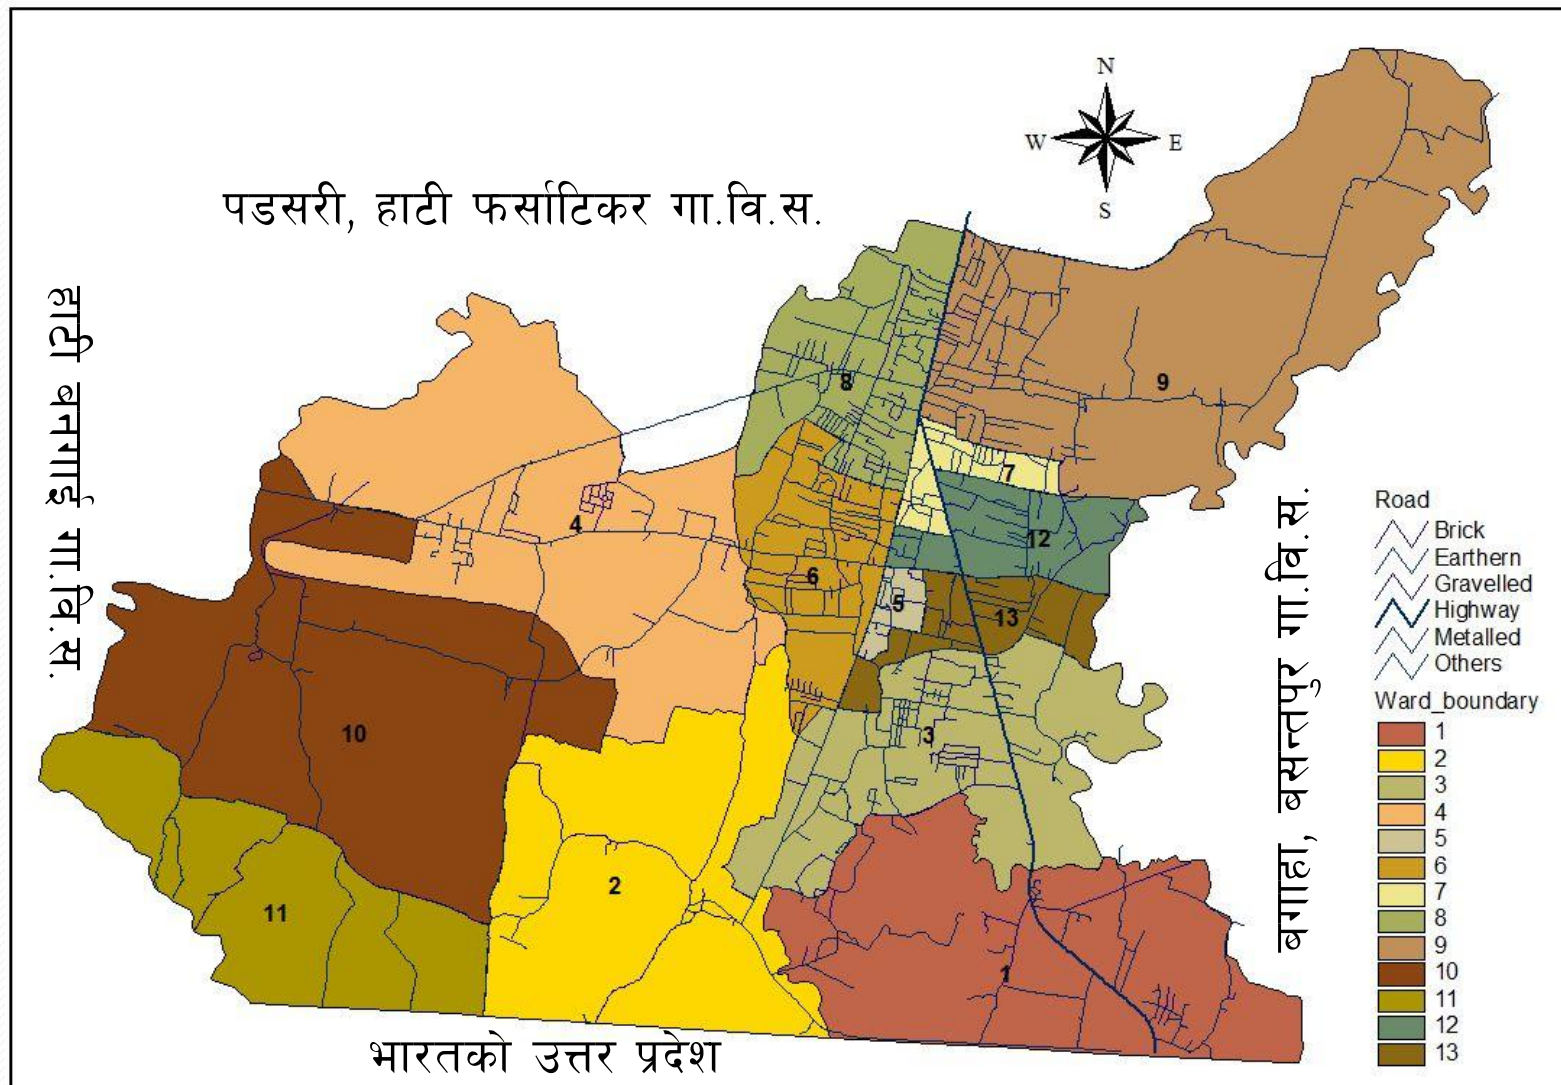 N
W E
S
पडसरी, हाटी फर्साटिकर गा.वि.स.
हाटी बनगाई गा.वि.स.
बगाहा, बसन्तपुर गा.वि.स.
भारतको उत्तर प्रदेश
8
9
7
4
12
6
5
13
10
3
2
11
1
Road
Brick
Earthern
Gravelled
Highway
Metalled
Others
Ward_boundary
1
2
3
4
5
6
7
8
9
10
11
12
13